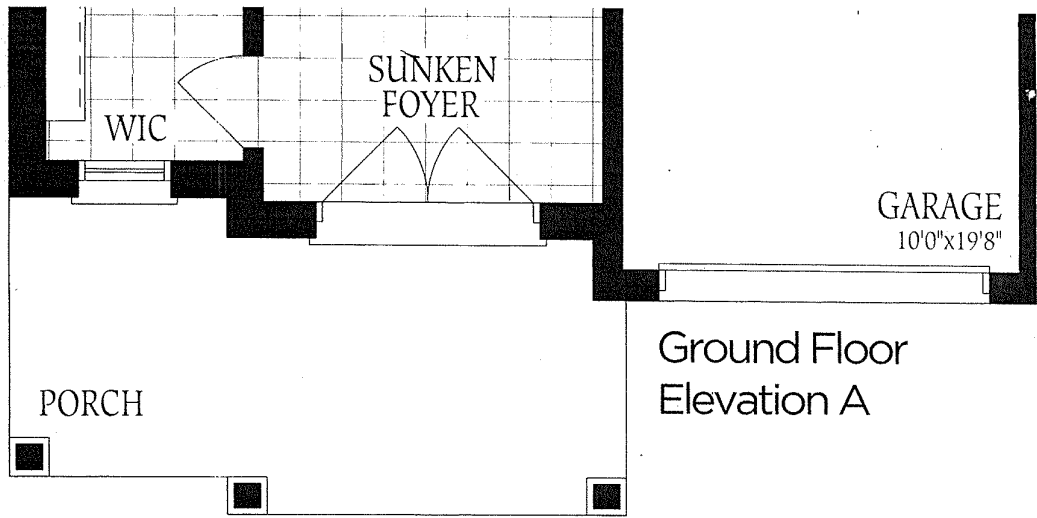 SUNKEN
FOYER
WIC
GARAGE
10'0"x19'8"
PORCH
Ground Floor
Elevation A